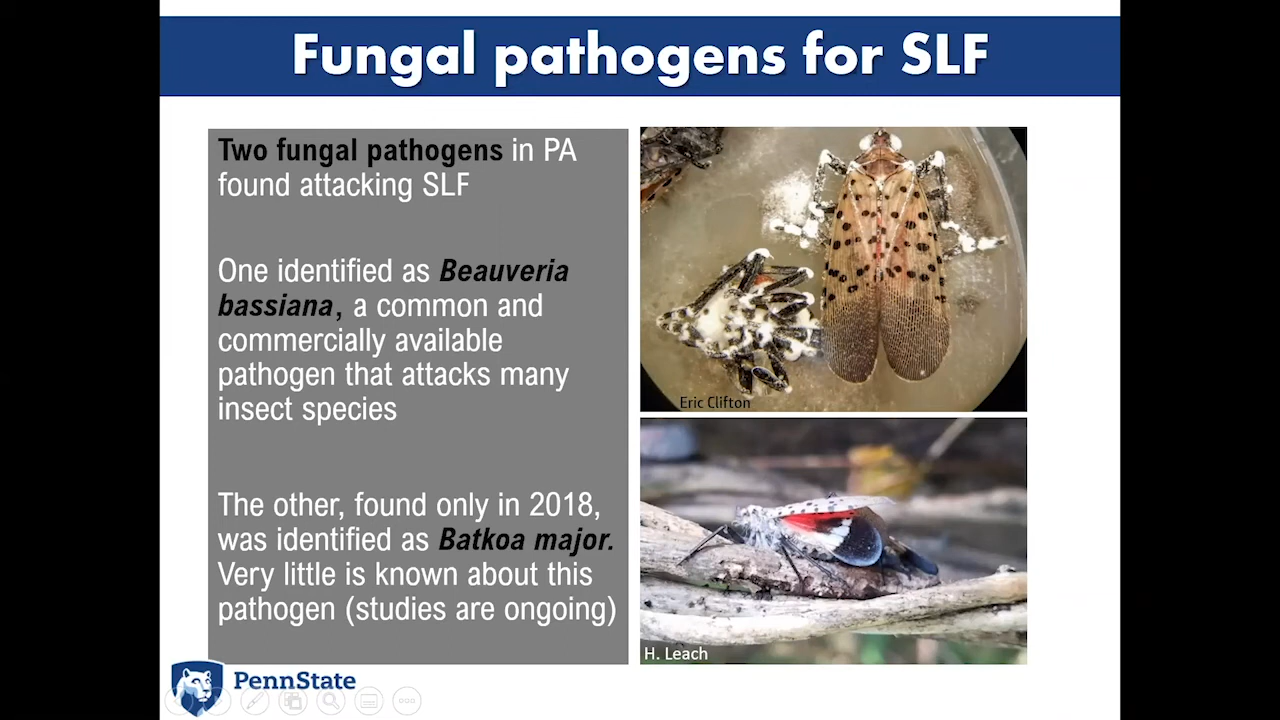 Fungal pathogens for SLF
Two fungal pathogens in PA
found attacking SLF
One identified as Beauveria
bassiana, a common and
commercially available
pathogen that attacks many
insect species
The other, found only in 2018,
was identified as Batkoa major.
Very little is known about this
pathogen (studies are ongoing)
Eric Clifton
H. Leach
PennState